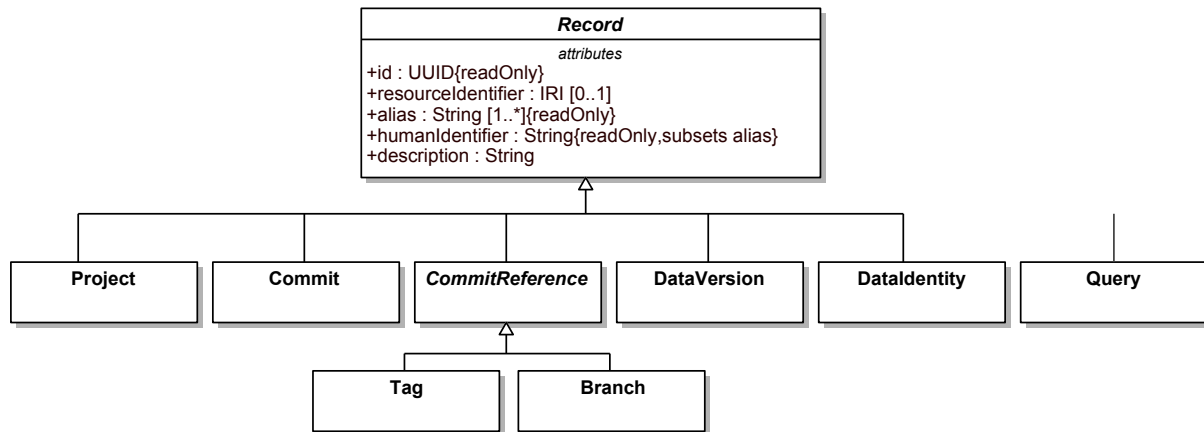 Record
attributes
+id : UUID{readOnly}
+resourceIdentifier : IRI [0..1]
+alias : String [1..*]{readOnly}
+humanIdentifier : String{readOnly,subsets alias}
+description : String
Project
Commit
CommitReference
DataVersion
DataIdentity
Query
Tag
Branch